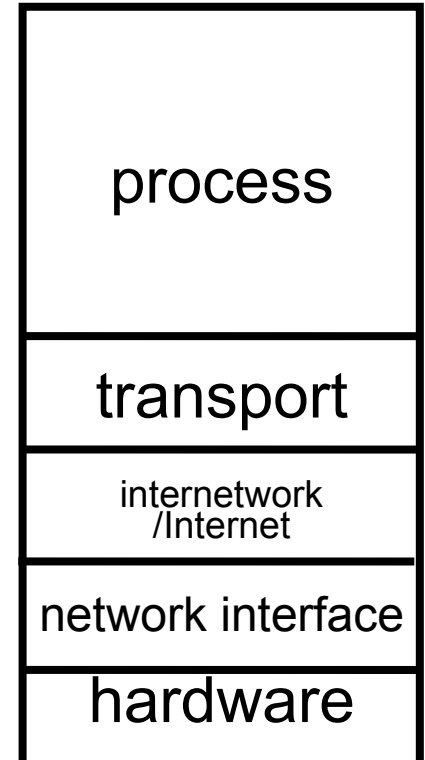 process
transport
internetwork
/Internet
network interface
hardware